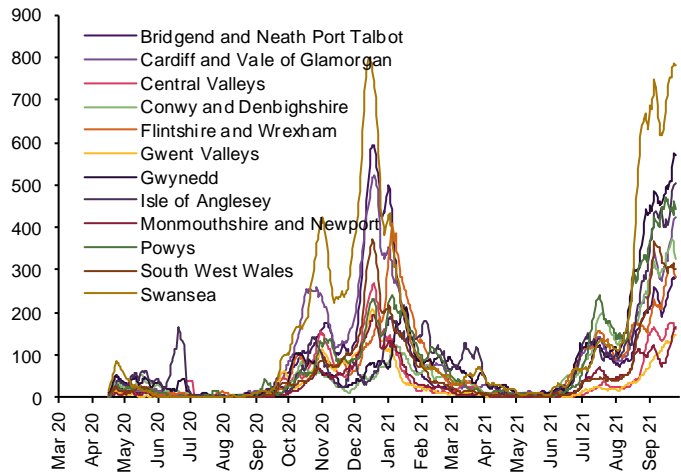 900
800
700
600
500
400
300
200
100
0
Bridgend and Neath Port Talbot
Cardiff and Vale of Glamorgan
Central Valleys
Conwy and Denbighshire
Flintshire and Wrexham
Gwent Valleys
Gwynedd
Isle of Anglesey
Monmouthshire and Newport
Powys
South West Wales
Swansea
Mar 20
Apr 20
May 20
Jun 20
Jul 20
Aug 20
Sep 20
Oct 20
Nov 20
Dec 20
Jan 21
Feb 21
Mar 21
Apr 21
May 21
Jun 21
Jul 21
Aug 21
Sep 21